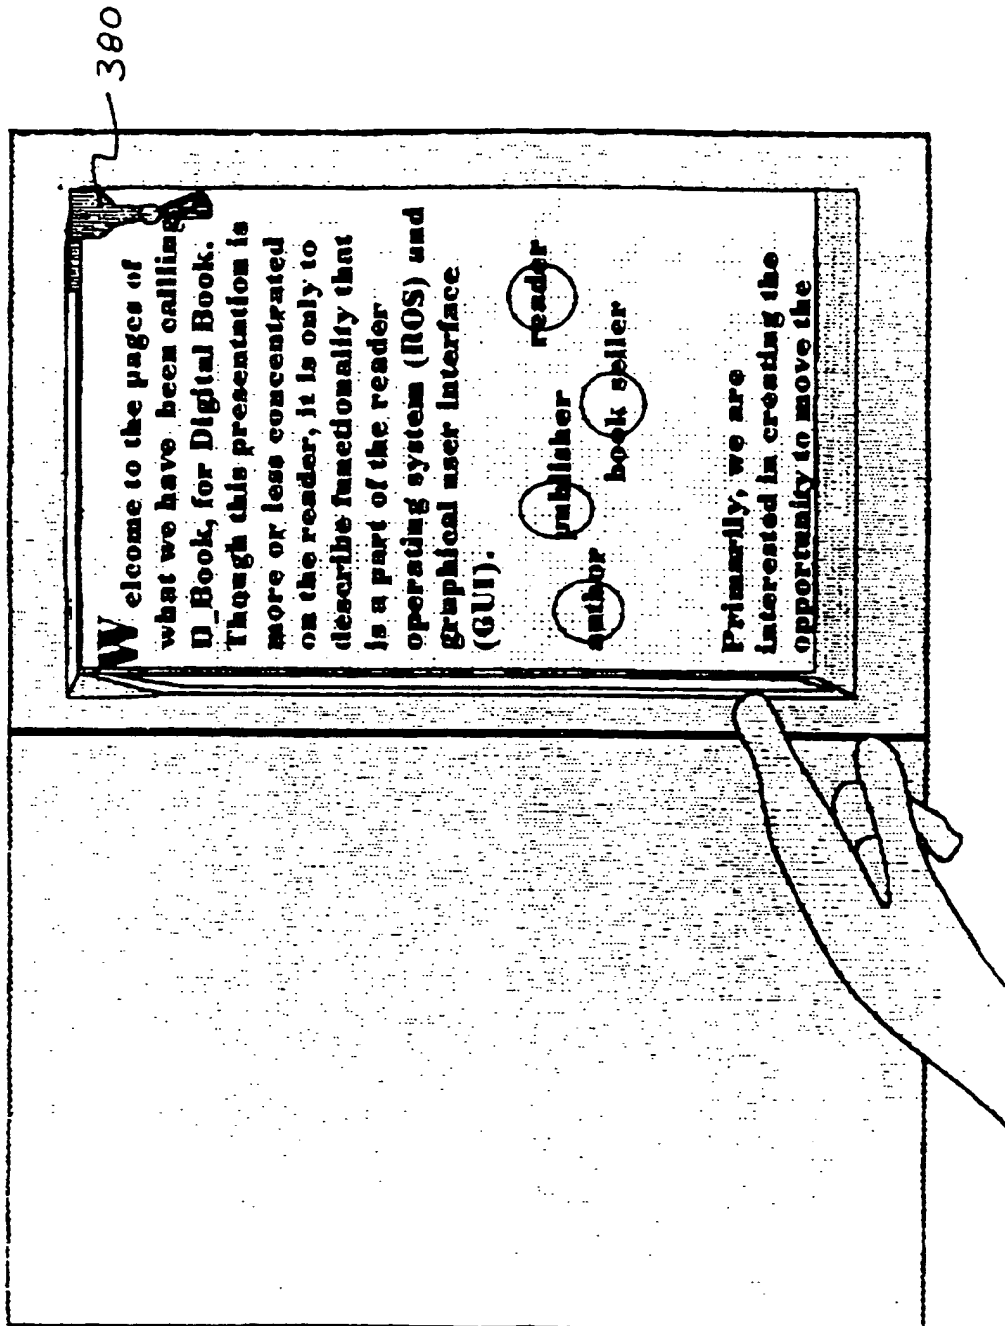 380
Welcome to the pages of
what we have been callling
D_Book, for Digital Book.
Though this presentation is
more or less concentrated
on the reader, it is only to
describe functionality that
is a part of the reader
operating system (ROS) and
graphical user interface
(GUI).
author publisher reader
book seller
Primarily, we are
interested in creating the
opportunity to move the